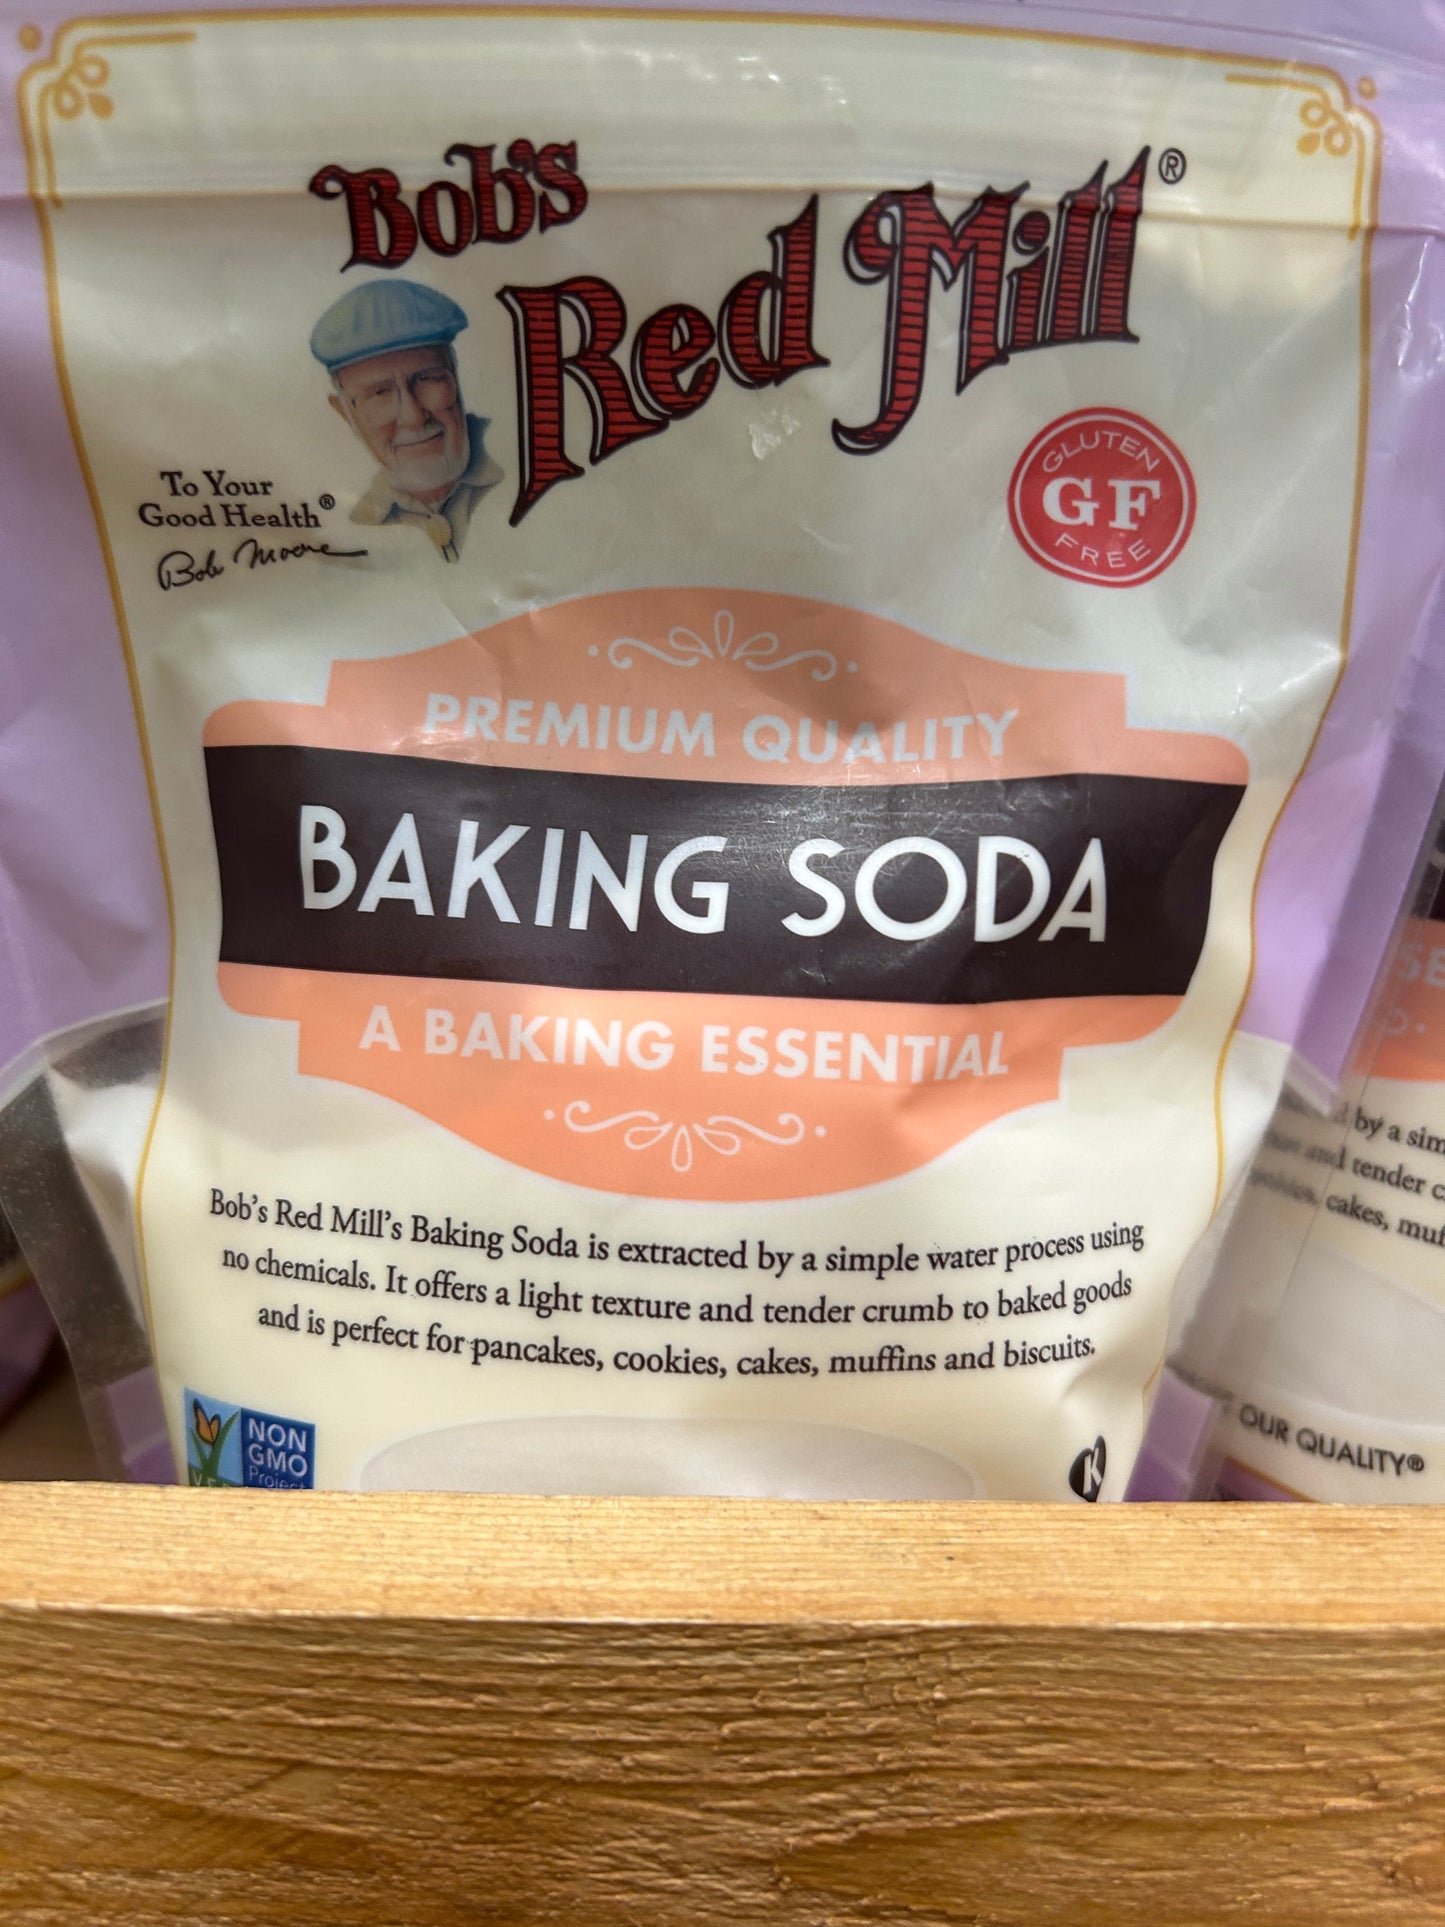 Bob's
Red Mill®
To Your
Good Health®
Bob Moore
GLUTEN
GF
FREE
PREMIUM QUALITY
BAKING SODA
A BAKING ESSENTIAL
Bob's Red Mill's Baking Soda is extracted by a simple water process using
no chemicals. It offers a light texture and tender crumb to baked goods
and is perfect for pancakes, cookies, cakes, muffins and biscuits.
NON
GMO
Project
K
by a sim
and tender c
cakes, muf
OUR QUALITY®